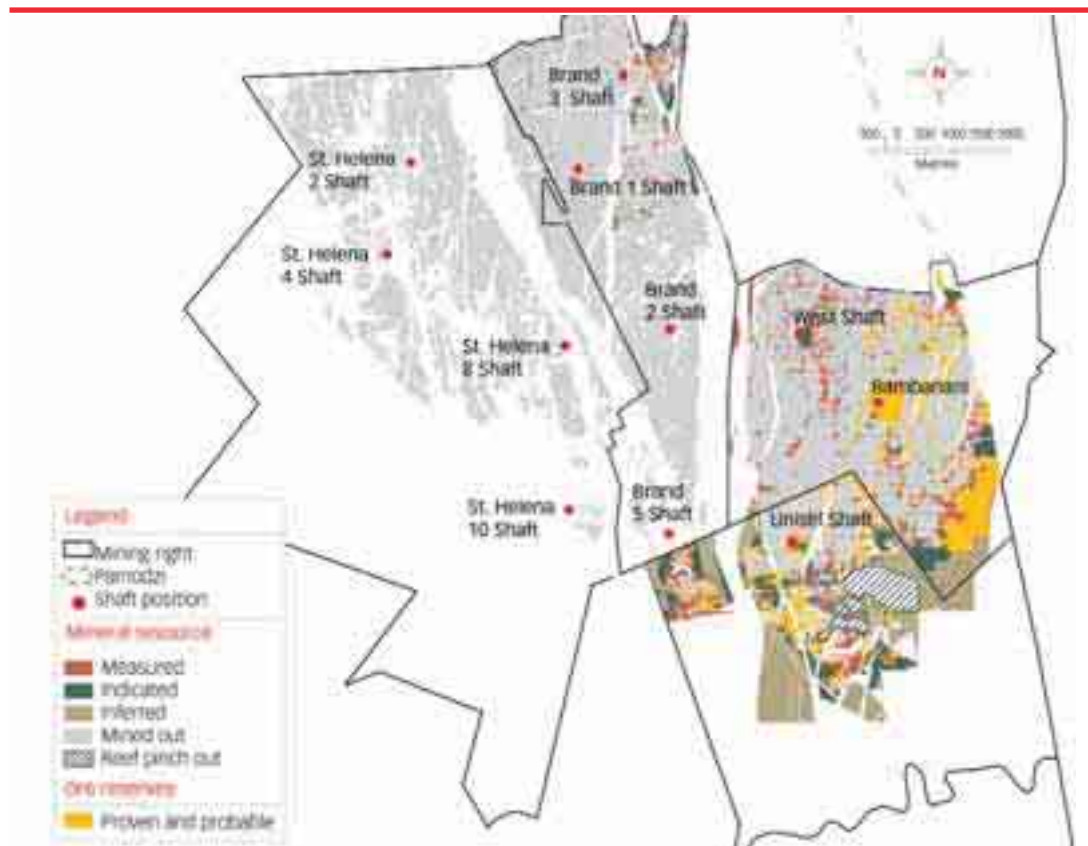 Brand
3 Shaft
N
St. Helena
2 Shaft
Brand 1 Shaft
Metres
St. Helena
4 Shaft
Brand
2 Shaft
West Shaft
St. Helena
8 Shaft
Bambanani
St. Helena
10 Shaft
Brand
5 Shaft
Unisel Shaft
Legend
Mining right
Pamodzi
Shaft position
Mineral resource
Measured
Indicated
Inferred
Mined out
Reef pinch out
Ore reserves
Proven and probable